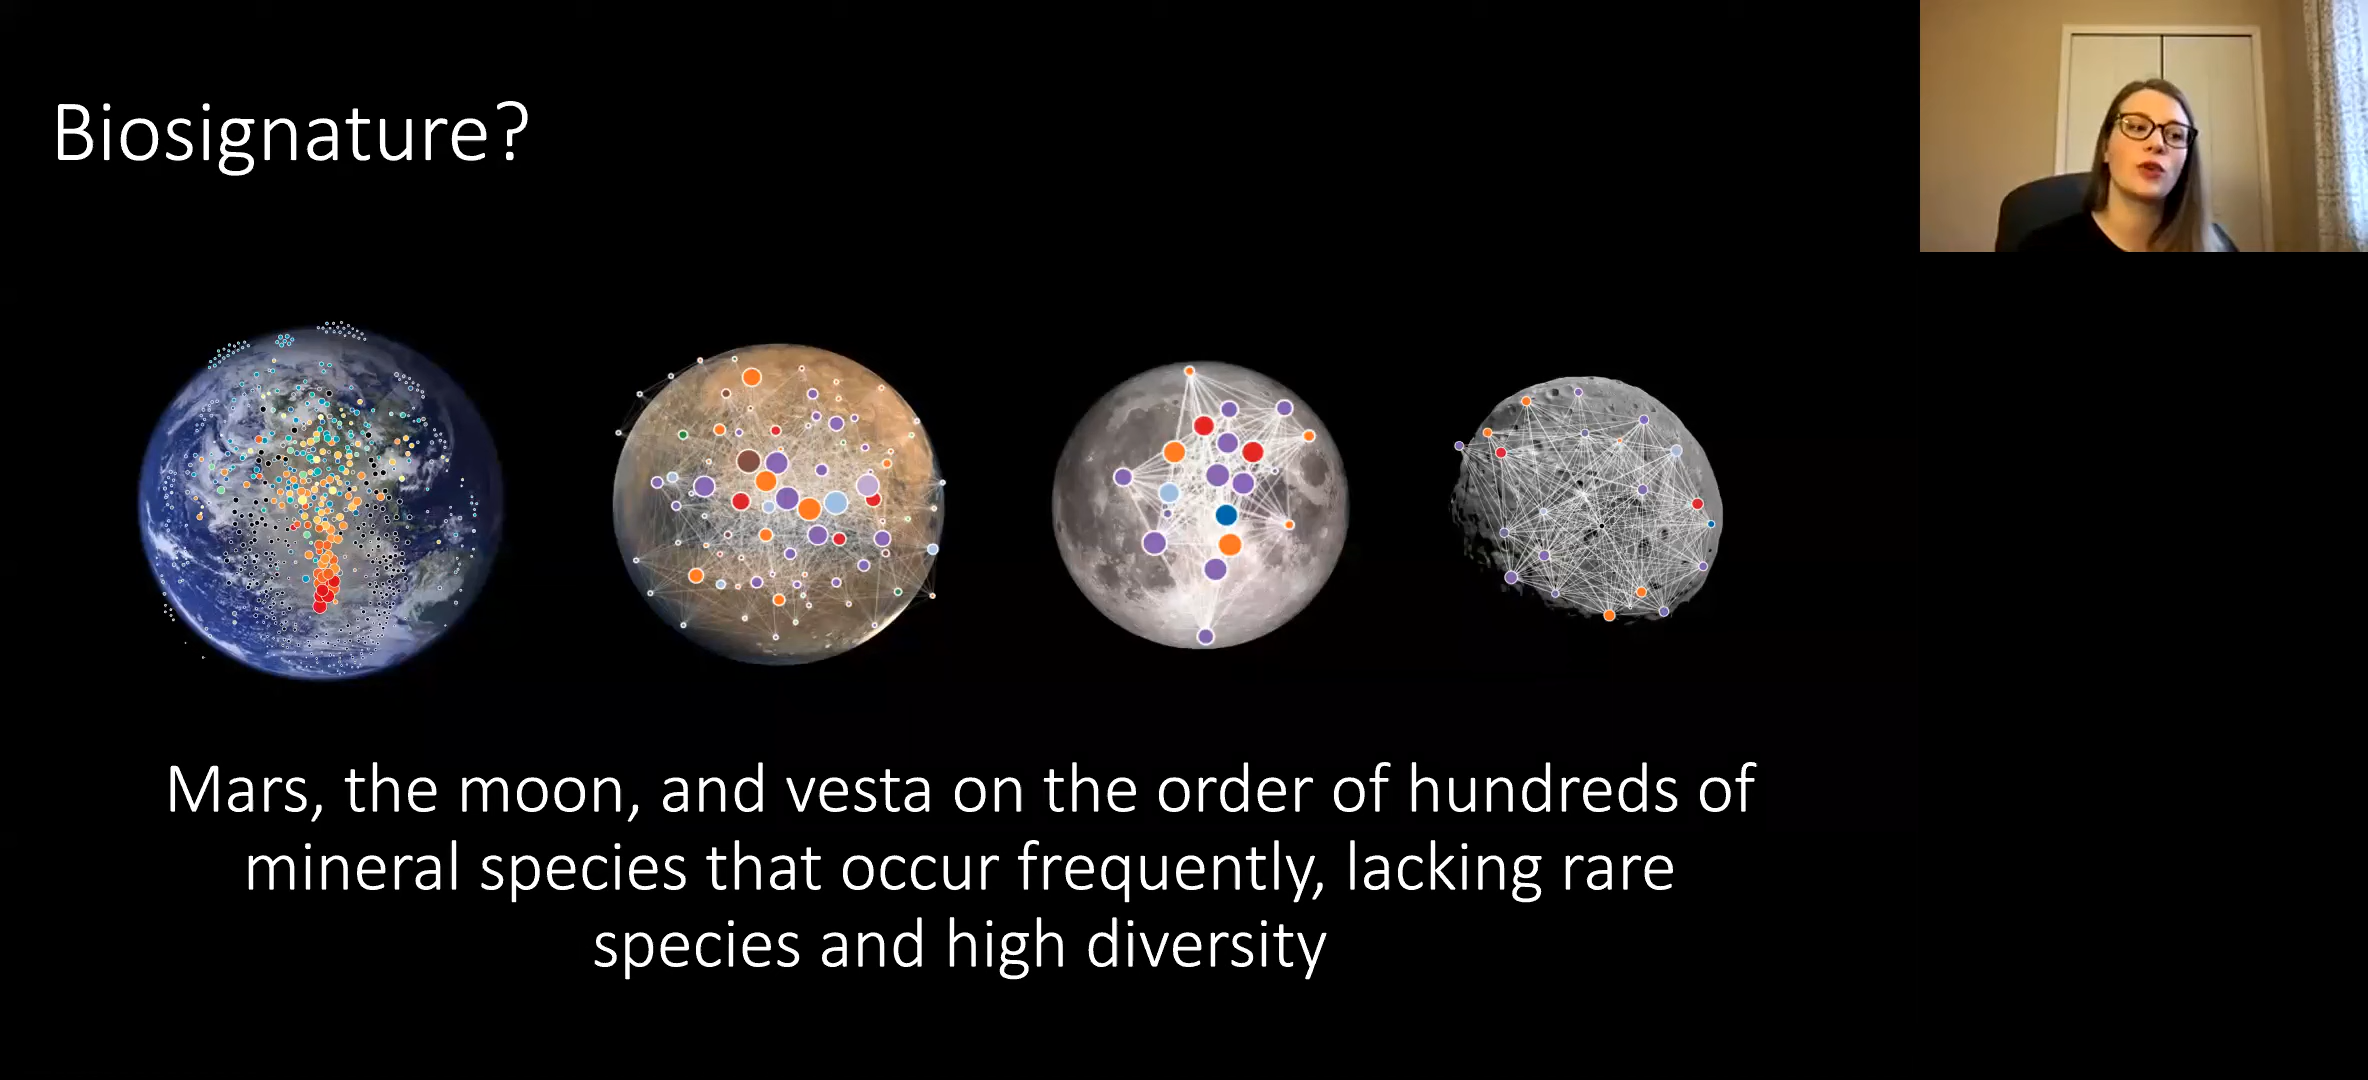 Biosignature?
Mars, the moon, and vesta on the order of hundreds of
mineral species that occur frequently, lacking rare
species and high diversity